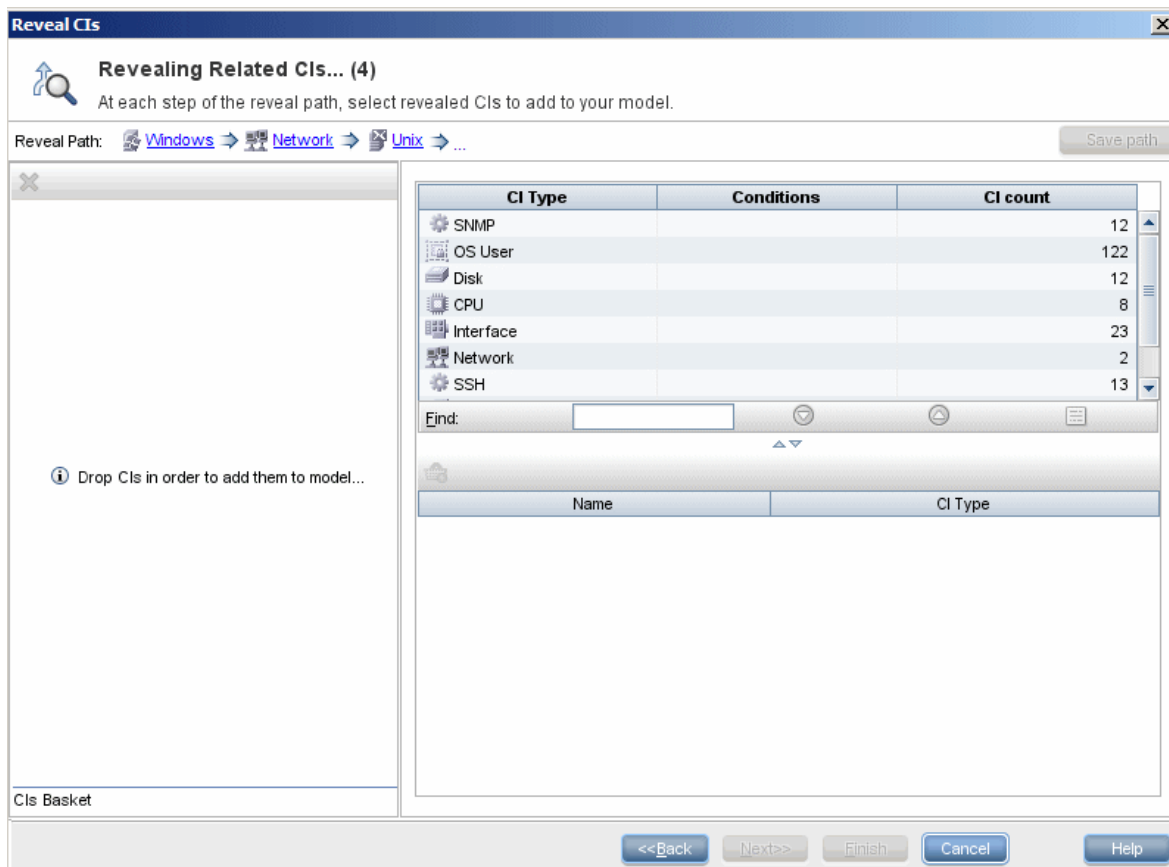 Reveal CIs
Revealing Related CIs... (4)
At each step of the reveal path, select revealed CIs to add to your model.
Reveal Path: Windows Network Unix ...
Save path
CI Type Conditions CI count
SNMP 12
OS User 122
Disk 12
CPU 8
Interface 23
Network 2
SSH 13
Find:
Drop CIs in order to add them to model...
Name CI Type
CIs Basket
<<Back Next>> Finish Cancel Help